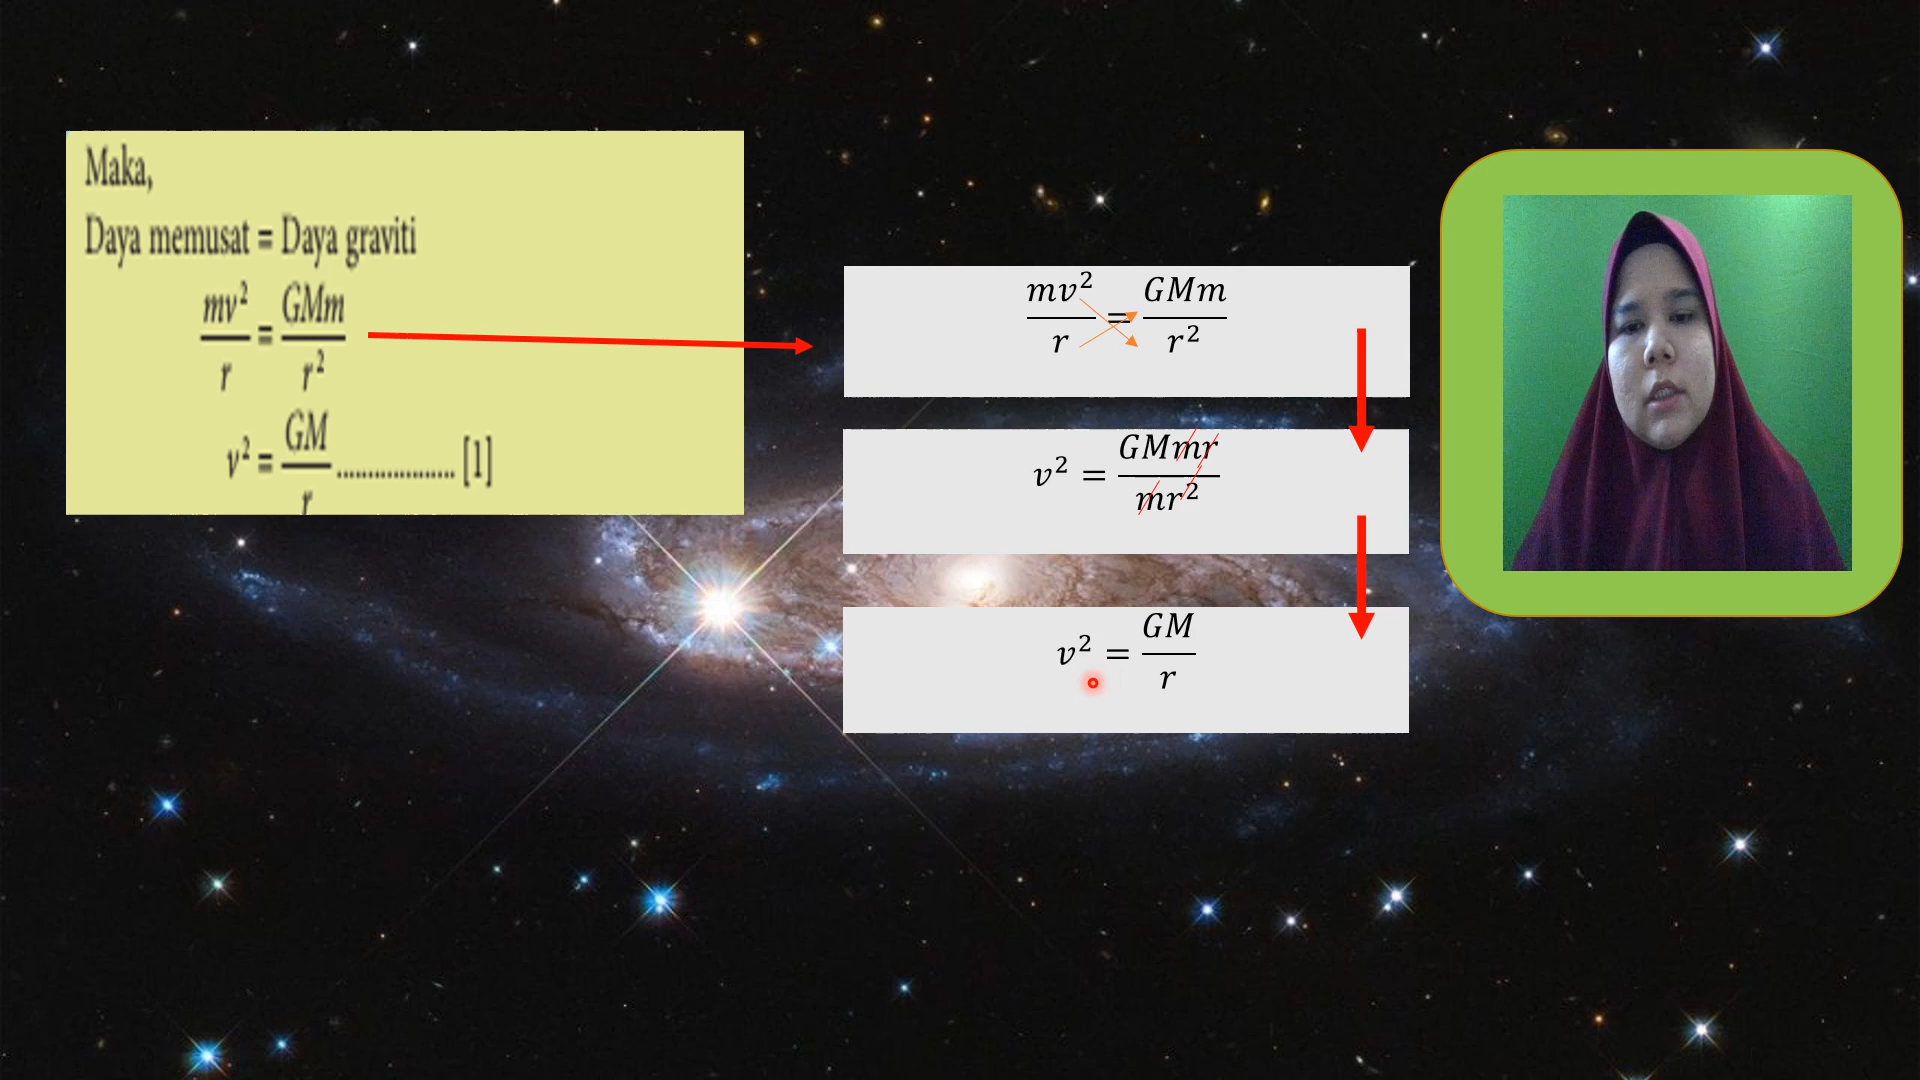 Maka,
Daya memusat = Daya graviti
mv²/r = GMm/r²
v² = GM/r .................. [1]
mv²/r = GMm/r²
v² = GMmr/mr²
v² = GM/r